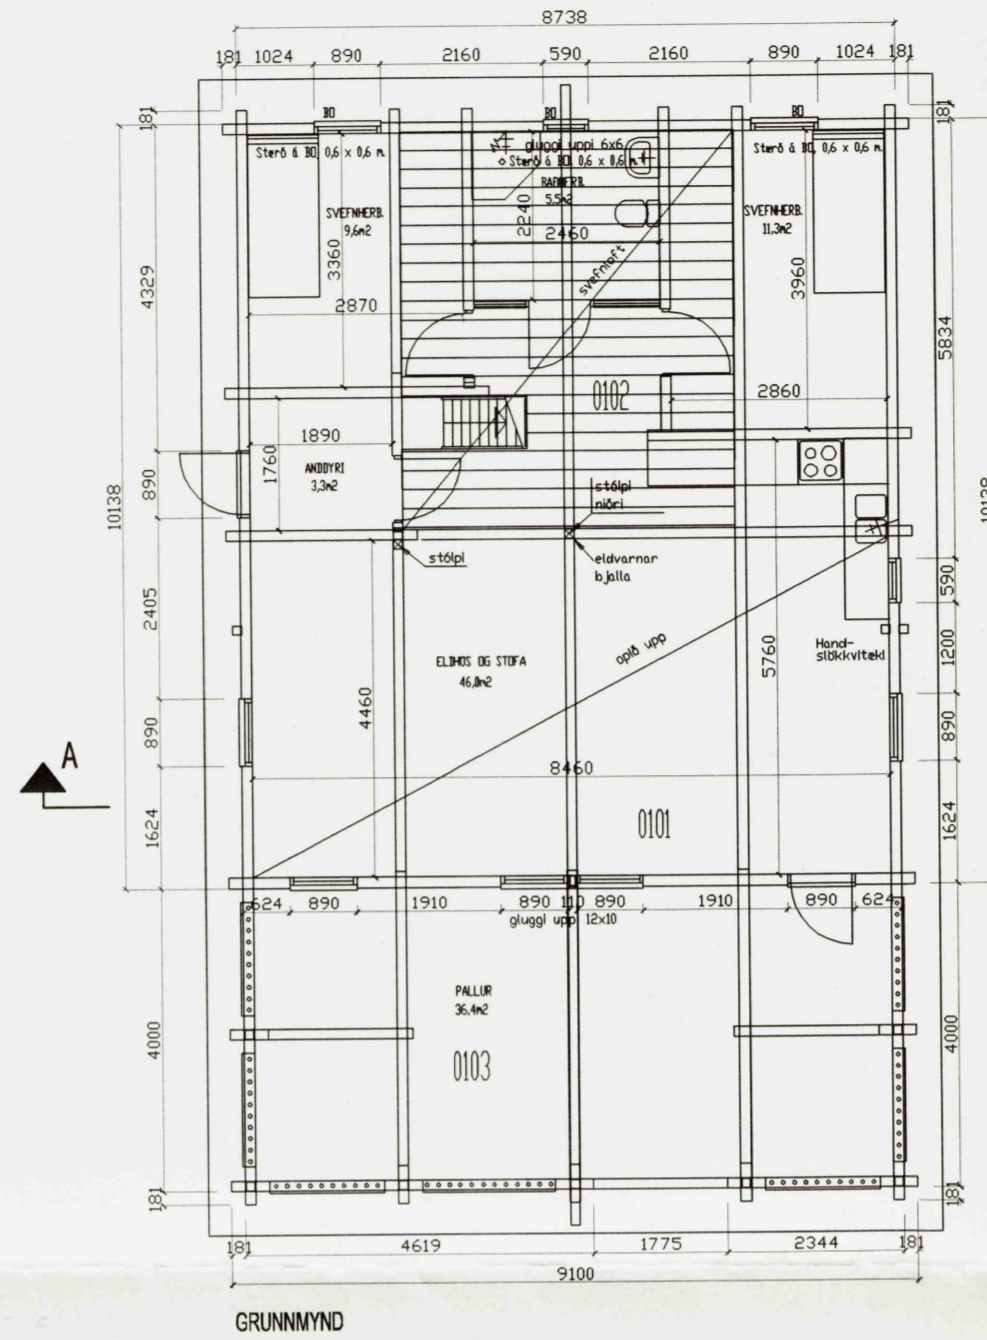 8738
181 1024 890 2160 590 2160 890 1024 181
181
181
BO
BO
BO
gluggi uppi 6x6
Stærð á BO, 0,6 x 0,6 m.
Stærð á BO, 0,6 x 0,6 m.
Stærð á BO, 0,6 x 0,6 m.
BAÐHERB.
5,5m2
SVEFNHERB.
9,6m2
SVEFNHERB.
11,3m2
2240
2460
3360
3960
svefnloft
4329
5834
2870
0102
2860
1890
1760
ANDDYRI
3,3m2
890
10138
10138
stólpi
niðri
stólpi
eldvarnar
bjalla
590
2405
1200
Hand-
slökkvitæki
opið upp
5760
ELDHÚS OG STOFA
46,0m2
4460
890
890
A
8460
1624
1624
0101
624 890 1910 890 110 890 1910 890 624
gluggi uppi 12x10
PALLUR
36,4m2
0103
4000
4000
181
181
181 4619 1775 2344 181
9100
GRUNNMYND